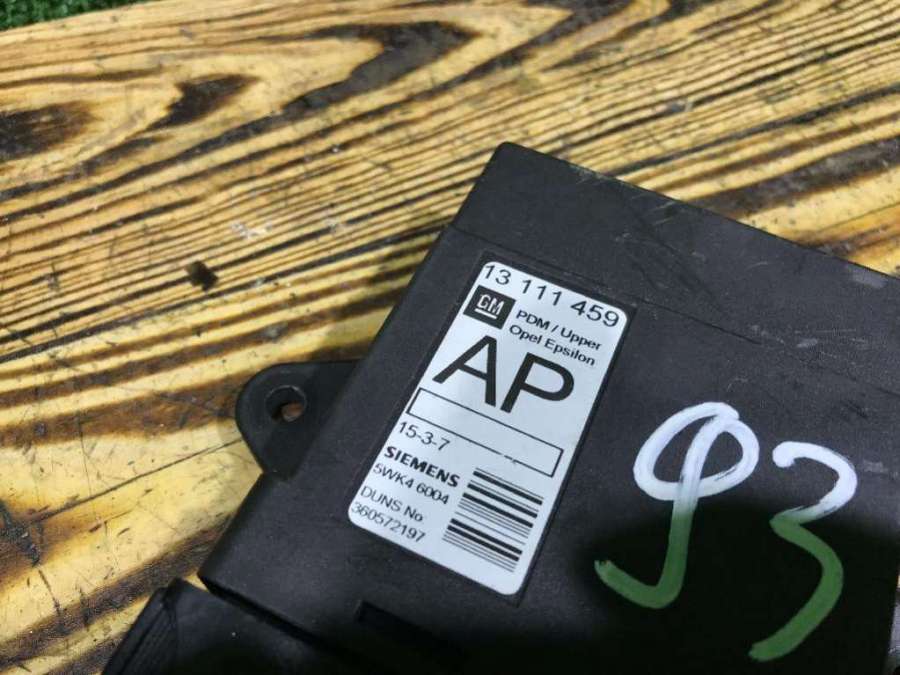 13 111 459
GM
PDM / Upper
Opel Epsilon
AP
15-3-7
SIEMENS
5WK4 6004
DUNS No
360572197
93